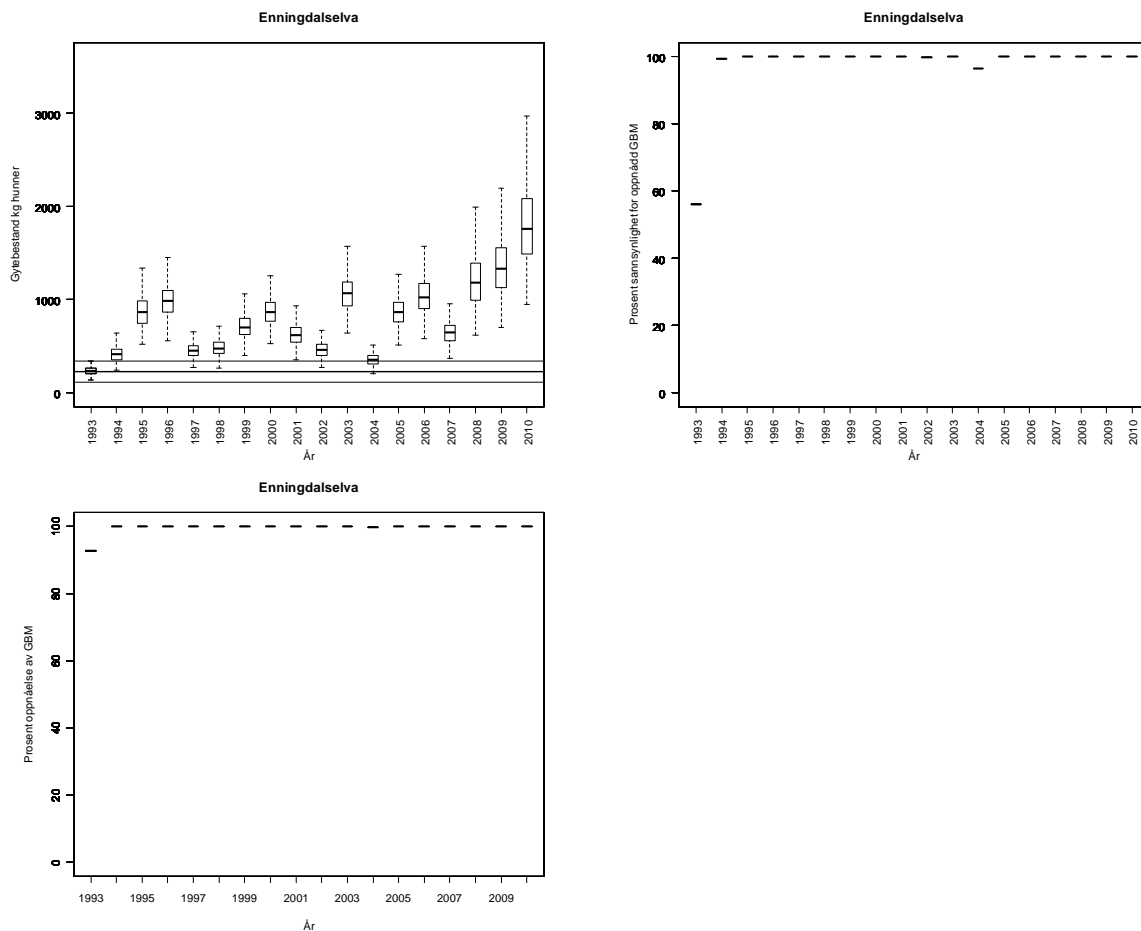 Enningdalselva
Gytebestand kg hunner
3000
2000
1000
0
1993 1994 1995 1996 1997 1998 1999 2000 2001 2002 2003 2004 2005 2006 2007 2008 2009 2010
År
Enningdalselva
Prosent sannsynlighet for oppnådd GBM
100
80
60
40
20
0
1993 1994 1995 1996 1997 1998 1999 2000 2001 2002 2003 2004 2005 2006 2007 2008 2009 2010
År
Enningdalselva
Prosent oppnåelse av GBM
100
80
60
40
20
0
1993 1995 1997 1999 2001 2003 2005 2007 2009
År